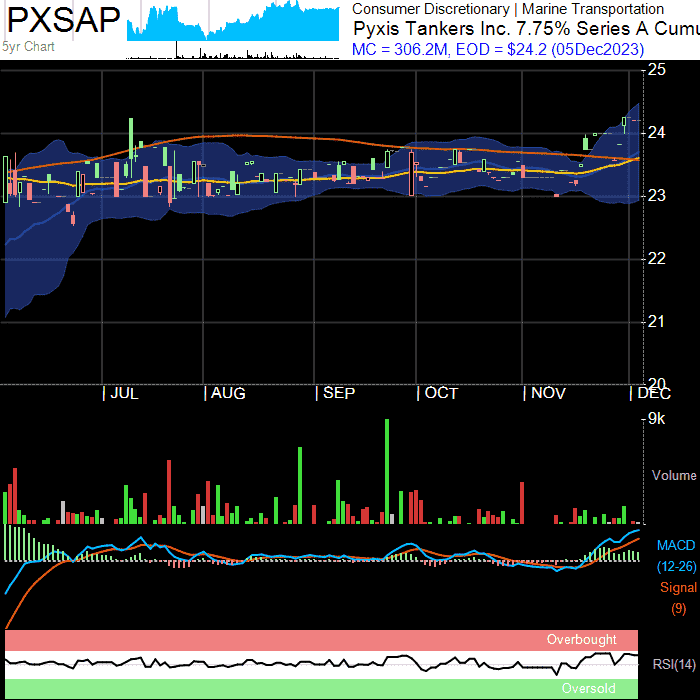 PXSAP
5yr Chart
Consumer Discretionary | Marine Transportation
Pyxis Tankers Inc. 7.75% Series A Cumu
MC = 306.2M, EOD = $24.2 (05Dec2023)
25
24
23
22
21
20
| JUL | AUG | SEP | OCT | NOV | DEC
9k
Volume
MACD
(12-26)
Signal
(9)
Overbought
RSI(14)
Oversold